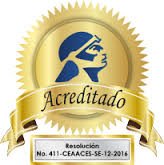 Acreditado
Resolución
No. 411-CEAACES-SE-12-2016